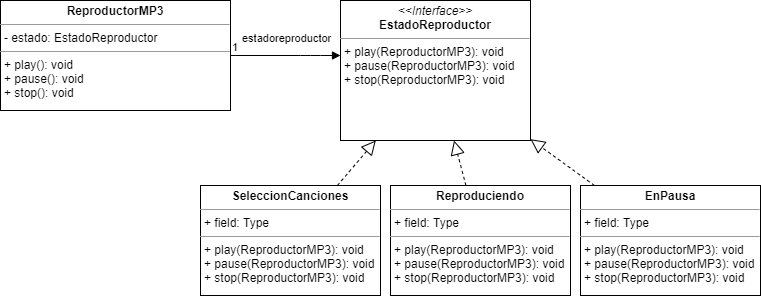 ReproductorMP3
- estado: EstadoReproductor
+ play(): void
+ pause(): void
+ stop(): void
estadoreproductor
1
<<Interface>>
EstadoReproductor
+ play(ReproductorMP3): void
+ pause(ReproductorMP3): void
+ stop(ReproductorMP3): void
SeleccionCanciones
+ field: Type
+ play(ReproductorMP3): void
+ pause(ReproductorMP3): void
+ stop(ReproductorMP3): void
Reproduciendo
+ field: Type
+ play(ReproductorMP3): void
+ pause(ReproductorMP3): void
+ stop(ReproductorMP3): void
EnPausa
+ field: Type
+ play(ReproductorMP3): void
+ pause(ReproductorMP3): void
+ stop(ReproductorMP3): void